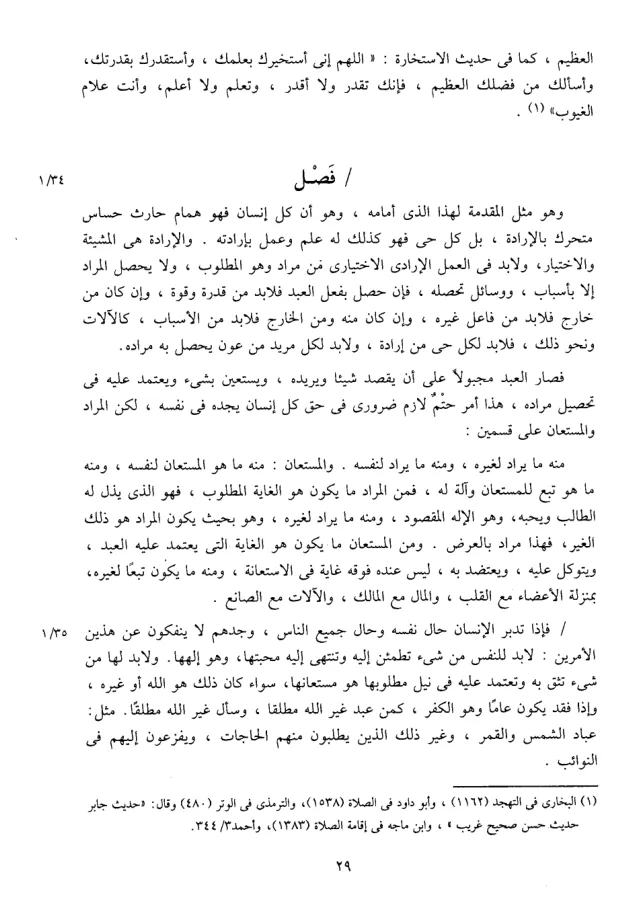 العظيم ، كما فى حديث الاستخارة : « اللهم إنى أستخيرك بعلمك ، وأستقدرك بقدرتك،
وأسألك من فضلك العظيم ، فإنك تقدر ولا أقدر ، وتعلم ولا أعلم، وأنت علام
الغيوب» (١) .
١/٣٤
/ فَصْـل
وهو مثل المقدمة لهذا الذى أمامه ، وهو أن كل إنسان فهو همام حارث حساس
متحرك بالإرادة ، بل كل حى فهو كذلك له علم وعمل بإرادته . والإرادة هى المشيئة
والاختيار، ولابد فى العمل الإرادى الاختيارى مَن مراد وهو المطلوب ، ولا يحصل المراد
إلا بأسباب ، ووسائل تحصله ، فإن حصل بفعل العبد فلابد من قدرة وقوة ، وإن كان من
خارج فلابد من فاعل غيره ، وإن كان منه ومن الخارج فلابد من الأسباب ، كالآلات
ونحو ذلك ، فلابد لكل حى من إرادة ، ولابد لكل مريد من عون يحصل به مراده.
فصار العبد مجبولاً على أن يقصد شيئا ويريده ، ويستعين بشىء ويعتمد عليه فى
تحصيل مراده ، هذا أمر حتْمٌ لازم ضرورى فى حق كل إنسان يجده فى نفسه ، لكن المراد
والمستعان على قسمين :
منه ما يراد لغيره ، ومنه ما يراد لنفسه . والمستعان : منه ما هو المستعان لنفسه ، ومنه
ما هو تبع للمستعان وآلة له ، فمن المراد ما يكون هو الغاية المطلوب ، فهو الذى يذل له
الطالب ويحبه، وهو الإله المقصود ، ومنه ما يراد لغيره ، وهو بحيث يكون المراد هو ذلك
الغير، فهذا مراد بالعرض . ومن المستعان ما يكون هو الغاية التى يعتمد عليه العبد ،
ويتوكل عليه ، ويعتضد به ، ليس عنده فوقه غاية فى الاستعانة ، ومنه ما يكون تبعًا لغيره،
بمنزلة الأعضاء مع القلب ، والمال مع المالك ، والآلات مع الصانع .
١/٣٥
/ فإذا تدبر الإنسان حال نفسه وحال جميع الناس ، وجدهم لا ينفكون عن هذين
الأمرين : لابد للنفس من شىء تطمئن إليه وتنتهى إليه محبتها، وهو إلهها. ولابد لها من
شىء تثق به وتعتمد عليه فى نيل مطلوبها هو مستعانها، سواء كان ذلك هو الله أو غيره ،
وإذا فقد يكون عامًا وهو الكفر ، كمن عبد غير الله مطلقا ، وسأل غير الله مطلقًا. مثل:
عباد الشمس والقمر ، وغير ذلك الذين يطلبون منهم الحاجات ، ويفزعون إليهم فى
النوائب .
(١) البخارى فى التهجد (١١٦٢) ، وأبو داود فى الصلاة (١٥٣٨)، والترمذى فى الوتر (٤٨٠) وقال: «حديث جابر
حديث حسن صحيح غريب » ، وابن ماجه فى إقامة الصلاة (١٣٨٣)، وأحمد٣/ ٣٤٤.
٢٩